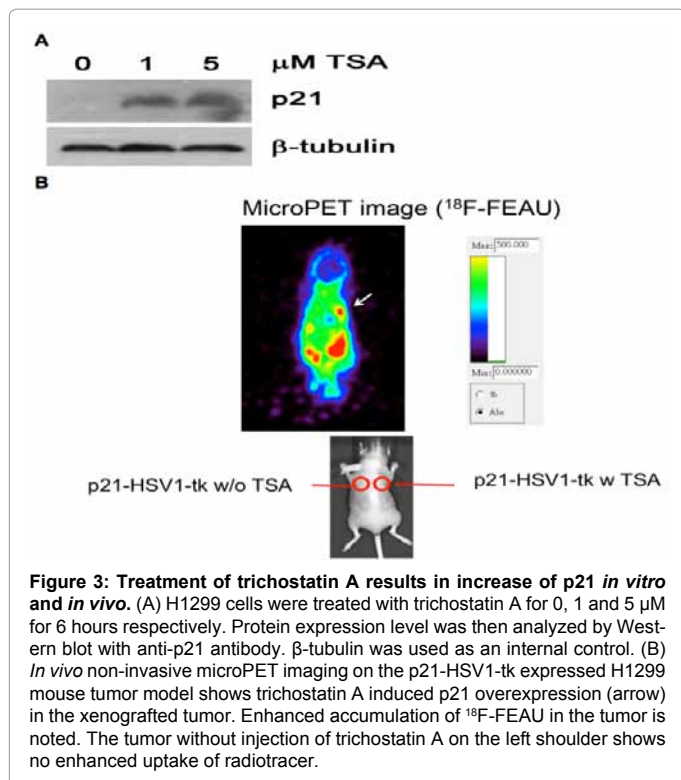 A
0 1 5 μM TSA
p21
β-tubulin
B
MicroPET image (¹⁸F-FEAU)
Max: 500.000
Min: 0.000000
%
Abs
p21-HSV1-tk w/o TSA
p21-HSV1-tk w TSA
Figure 3: Treatment of trichostatin A results in increase of p21 in vitro
and in vivo. (A) H1299 cells were treated with trichostatin A for 0, 1 and 5 μM
for 6 hours respectively. Protein expression level was then analyzed by West-
ern blot with anti-p21 antibody. β-tubulin was used as an internal control. (B)
In vivo non-invasive microPET imaging on the p21-HSV1-tk expressed H1299
mouse tumor model shows trichostatin A induced p21 overexpression (arrow)
in the xenografted tumor. Enhanced accumulation of ¹⁸F-FEAU in the tumor is
noted. The tumor without injection of trichostatin A on the left shoulder shows
no enhanced uptake of radiotracer.